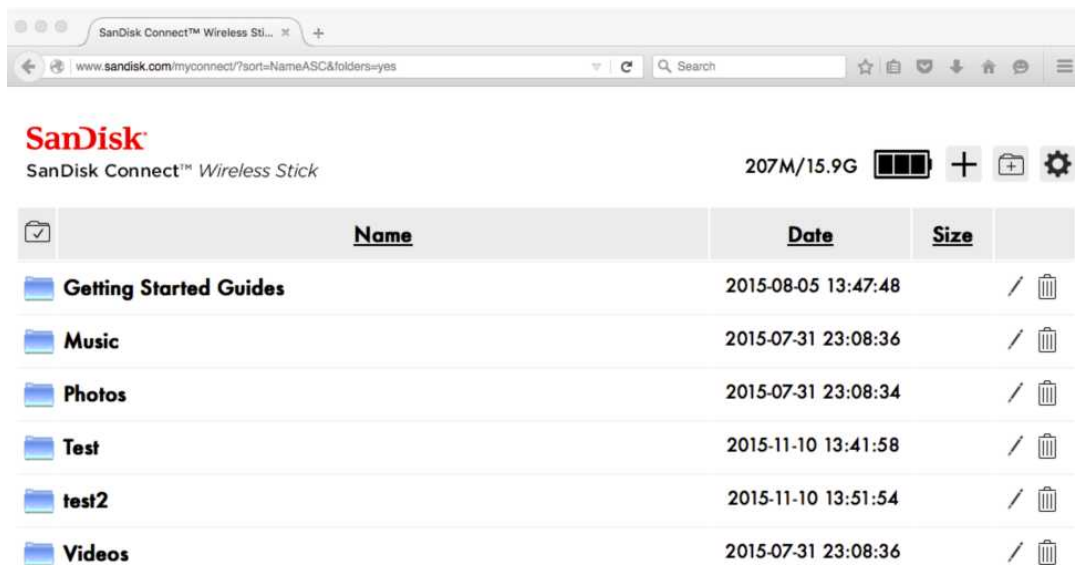 SanDisk Connect™ Wireless Sti...
www.sandisk.com/myconnect/?sort=NameASC&folders=yes
Search
SanDisk
SanDisk Connect™ Wireless Stick
207M/15.9G
Name Date Size
Getting Started Guides 2015-08-05 13:47:48
Music 2015-07-31 23:08:36
Photos 2015-07-31 23:08:34
Test 2015-11-10 13:41:58
test2 2015-11-10 13:51:54
Videos 2015-07-31 23:08:36